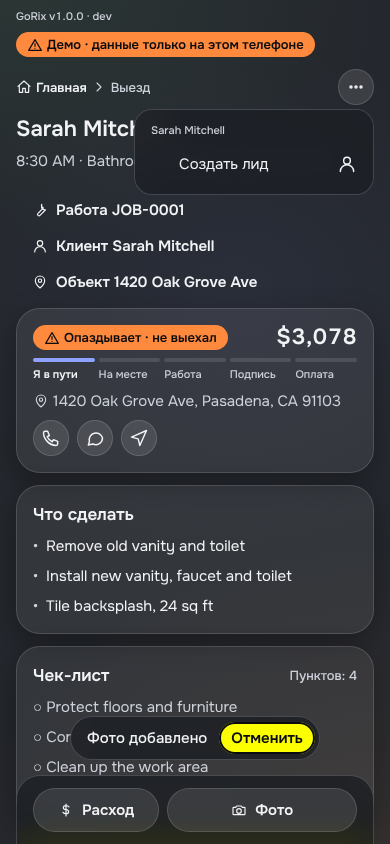 GoRix v1.0.0 · dev
Демо · данные только на этом телефоне
Главная
Выезд
Sarah Mitch
Sarah Mitchell
8:30 AM · Bathro
Создать лид
Работа JOB-0001
Клиент Sarah Mitchell
Объект 1420 Oak Grove Ave
Опаздывает · не выехал
$3,078
Я в пути
На месте
Работа
Подпись
Оплата
1420 Oak Grove Ave, Pasadena, CA 91103
Что сделать
• Remove old vanity and toilet
• Install new vanity, faucet and toilet
• Tile backsplash, 24 sq ft
Чек-лист
Пунктов: 4
○ Protect floors and furniture
Фото добавлено
Отменить
○ Clean up the work area
$ Расход
Фото